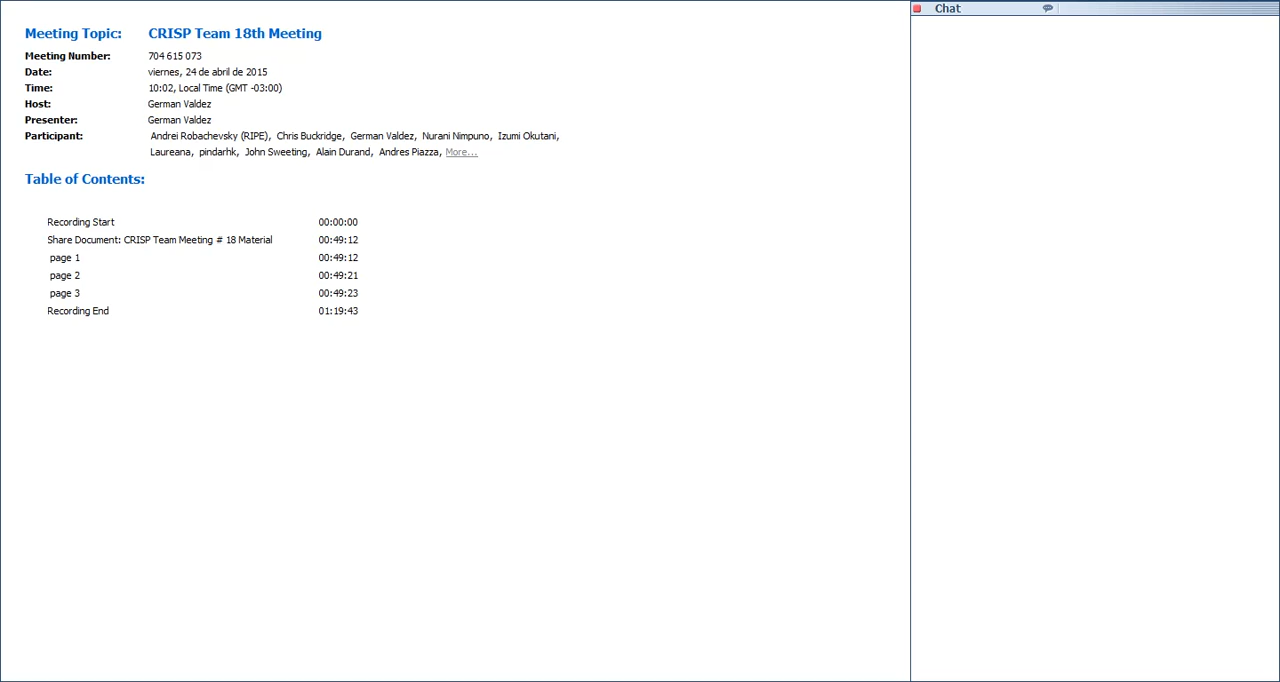 Meeting Topic: CRISP Team 18th Meeting
Meeting Number: 704 615 073
Date: viernes, 24 de abril de 2015
Time: 10:02, Local Time (GMT -03:00)
Host: German Valdez
Presenter: German Valdez
Participant: Andrei Robachevsky (RIPE), Chris Buckridge, German Valdez, Nurani Nimpuno, Izumi Okutani,
Laureana, pindarhk, John Sweeting, Alain Durand, Andres Piazza, More...
Table of Contents:
Recording Start 00:00:00
Share Document: CRISP Team Meeting # 18 Material 00:49:12
page 1 00:49:12
page 2 00:49:21
page 3 00:49:23
Recording End 01:19:43
Chat